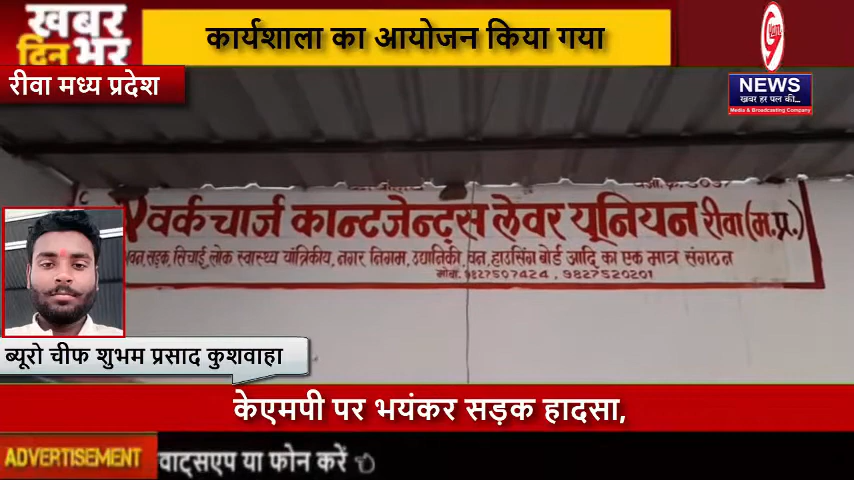 खबर
दिन भर
कार्यशाला का आयोजन किया गया
9
NEWS
खबर हर पल की...
Media & Broadcasting Company
रीवा मध्य प्रदेश
वर्कचार्ज कान्टजेन्ट्स लेवर यूनियन रीवा (म.प्र.)
सड़क, सिचाई, लोक स्वास्थ्य यांत्रिकीय, नगर निगम, उद्यानिकी, वन, हाउसिंग बोर्ड आदि का एक मात्र संगठन
मोबा. 9827507424, 9827520201
ब्यूरो चीफ शुभम प्रसाद कुशवाहा
केएमपी पर भयंकर सड़क हादसा,
ADVERTISEMENT वाट्सएप या फोन करें